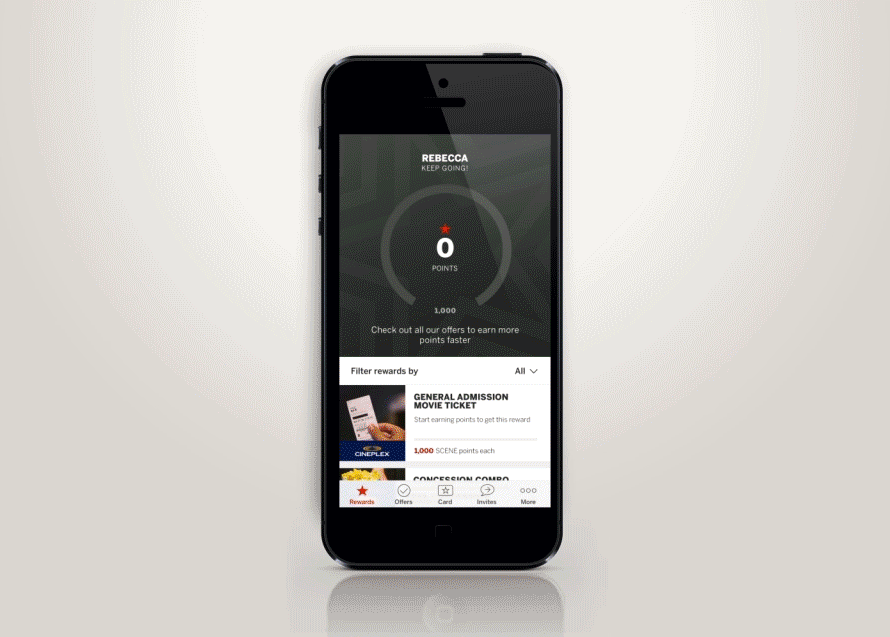 REBECCA
KEEP GOING!
0
POINTS
1,000
Check out all our offers to earn more
points faster
Filter rewards by
All
GENERAL ADMISSION
MOVIE TICKET
Start earning points to get this reward
1,000 SCENE points each
CINEPLEX
CONCESSION COMBO
Rewards
Offers
Card
Invites
More